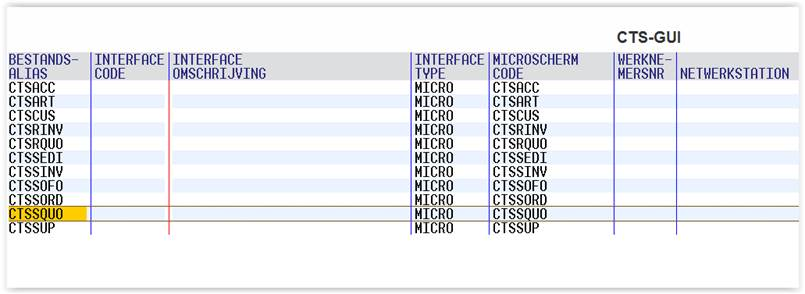 CTS-GUI
BESTANDS- INTERFACE INTERFACE INTERFACE MICROSCHERM WERKNE-
ALIAS CODE OMSCHRIJVING TYPE CODE MERSNR NETWERKSTATION
CTSACC MICRO CTSACC
CTSART MICRO CTSART
CTSCUS MICRO CTSCUS
CTSRINV MICRO CTSRINV
CTSRQUO MICRO CTSRQUO
CTSSEDI MICRO CTSSEDI
CTSSINV MICRO CTSSINV
CTSSOFO MICRO CTSSOFO
CTSSORD MICRO CTSSORD
CTSSQUO MICRO CTSSQUO
CTSSUP MICRO CTSSUP